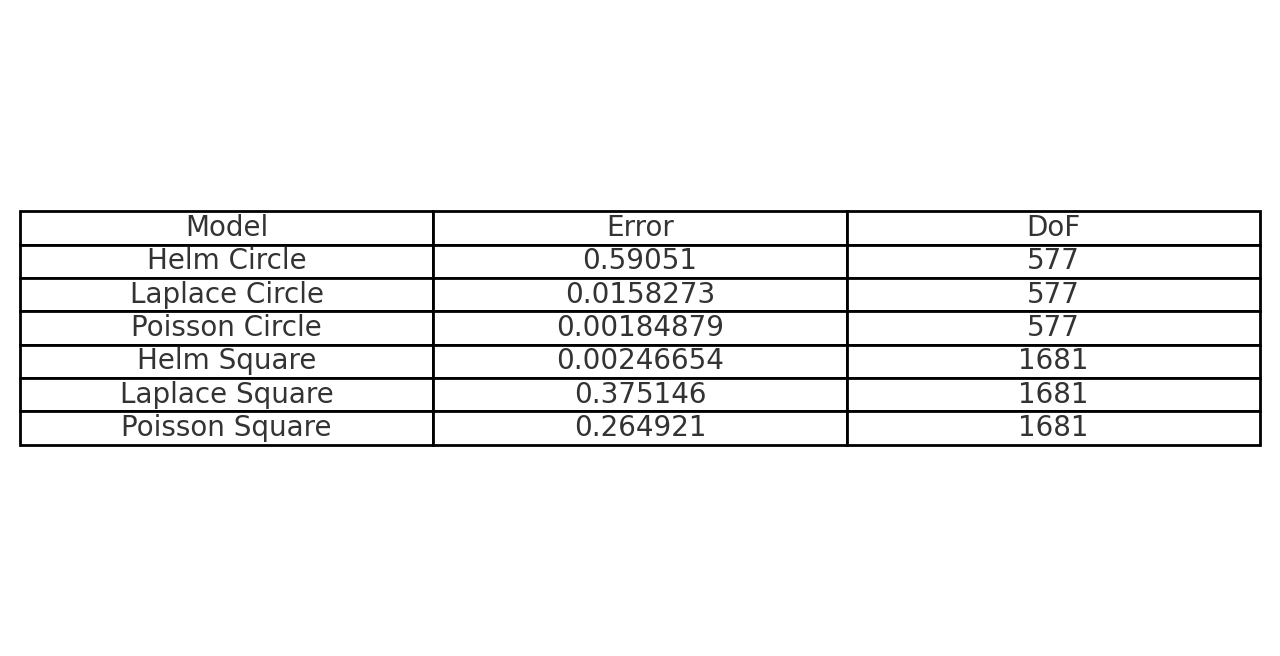 Model Error DoF
Helm Circle 0.59051 577
Laplace Circle 0.0158273 577
Poisson Circle 0.00184879 577
Helm Square 0.00246654 1681
Laplace Square 0.375146 1681
Poisson Square 0.264921 1681